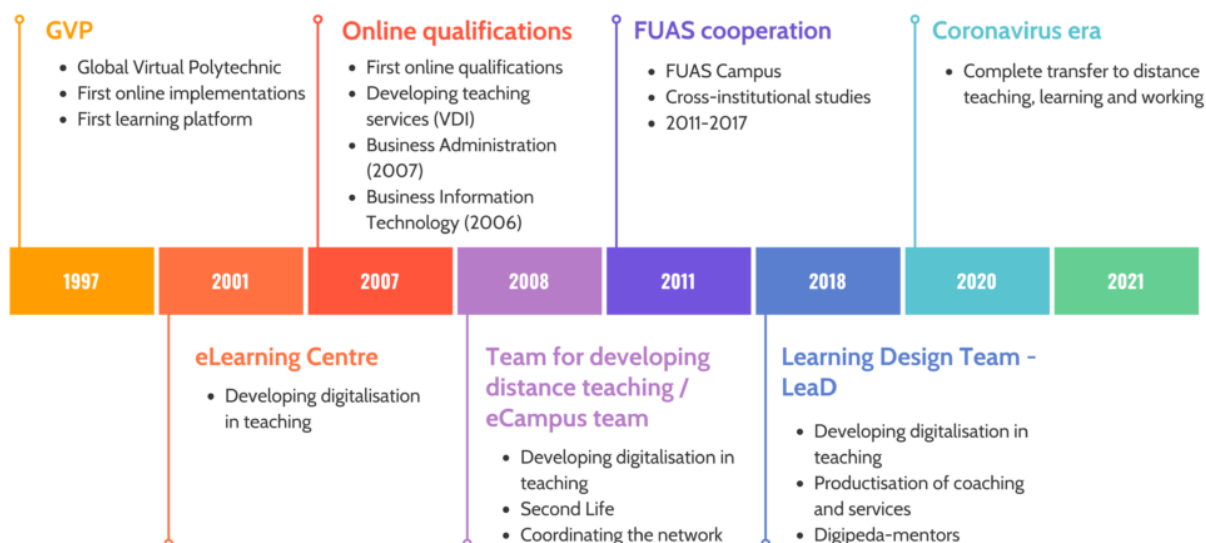 GVP
• Global Virtual Polytechnic
• First online implementations
• First learning platform
Online qualifications
• First online qualifications
• Developing teaching
services (VDI)
• Business Administration
(2007)
• Business Information
Technology (2006)
FUAS cooperation
• FUAS Campus
• Cross-institutional studies
• 2011-2017
Coronavirus era
• Complete transfer to distance
teaching, learning and working
1997
2001
2007
2008
2011
2018
2020
2021
eLearning Centre
• Developing digitalisation
in teaching
Team for developing
distance teaching /
eCampus team
• Developing digitalisation in
teaching
• Second Life
• Coordinating the network
Learning Design Team -
LeaD
• Developing digitalisation in
teaching
• Productisation of coaching
and services
• Digipeda-mentors